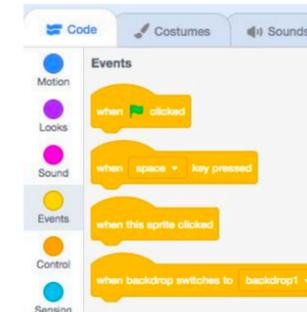 Code Costumes Sounds
Events
Motion
when clicked
Looks
when space key pressed
Sound
Events
when this sprite clicked
Control
when backdrop switches to backdrop1
Sensing